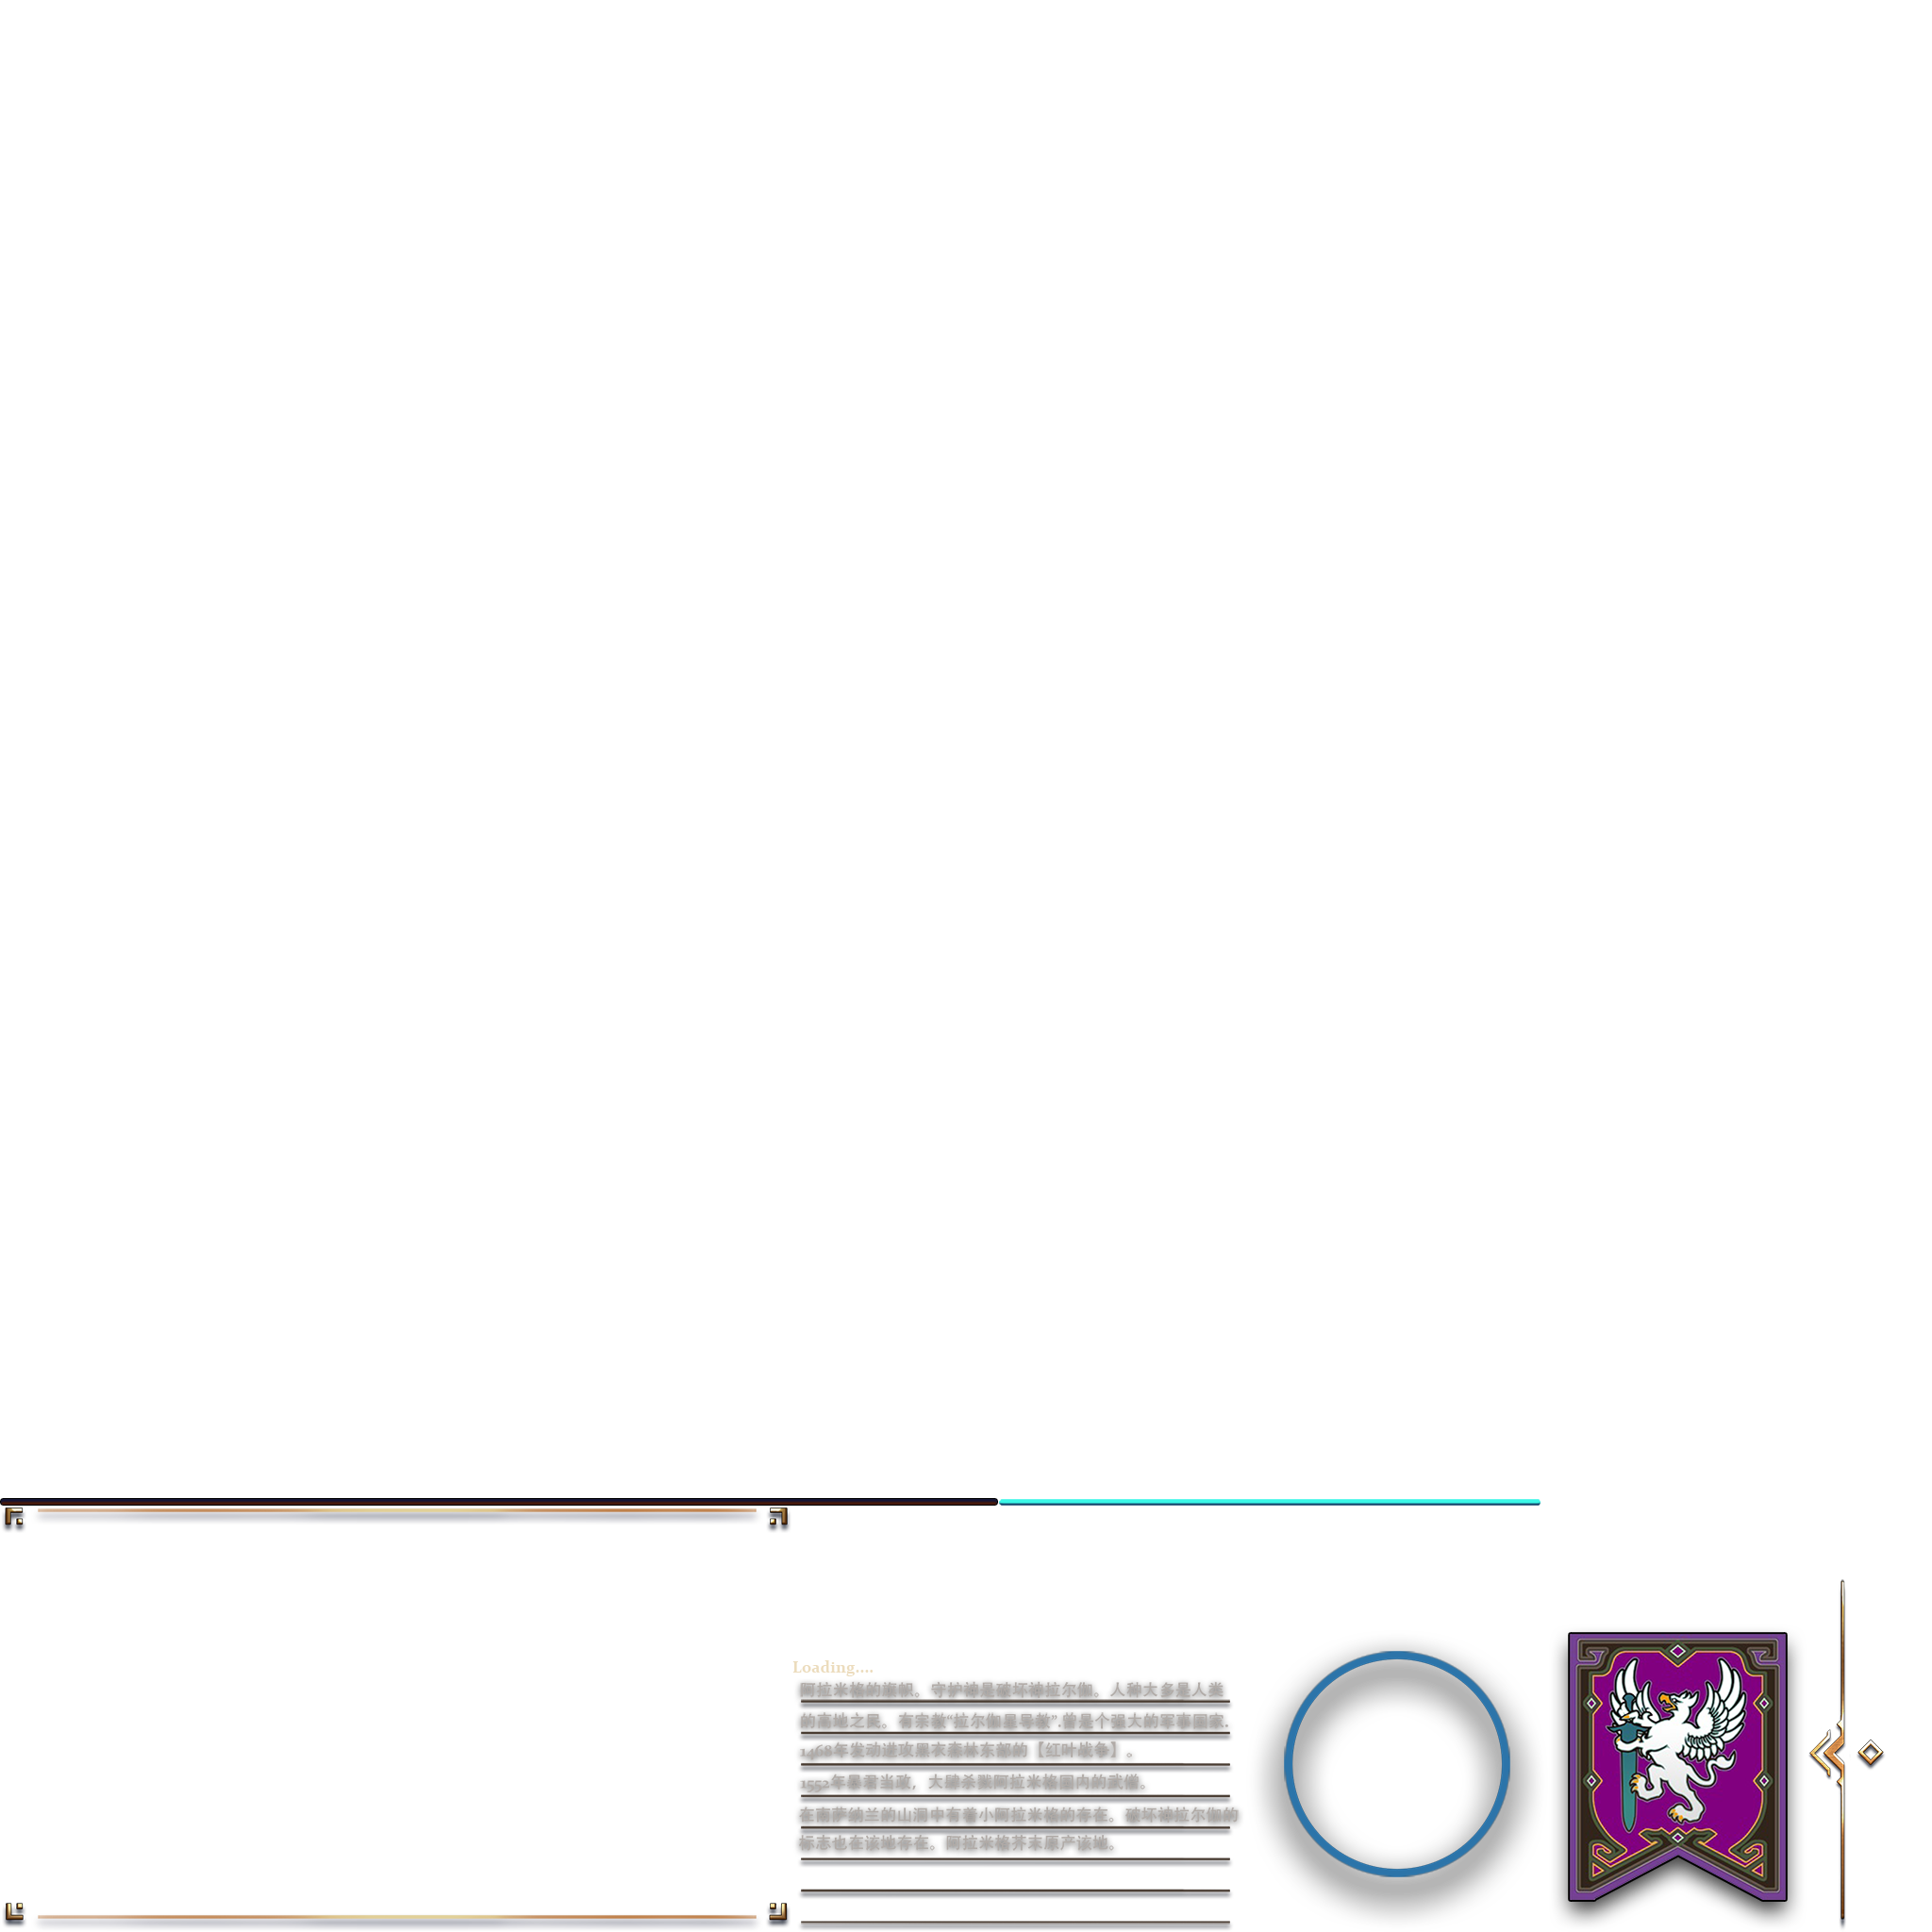 Loading....
阿拉米格的旗帜。守护神是破坏神拉尔伽。人种大多是人类
的高地之民。有宗教“拉尔伽星导教”.曾是个强大的军事国家.
1468年发动进攻黑衣森林东部的【红叶战争】。
1552年暴君当政，大肆杀戮阿拉米格国内的武僧。
在南萨纳兰的山洞中有着小阿拉米格的存在。破坏神拉尔伽的
标志也在该地存在。阿拉米格芥末原产该地。